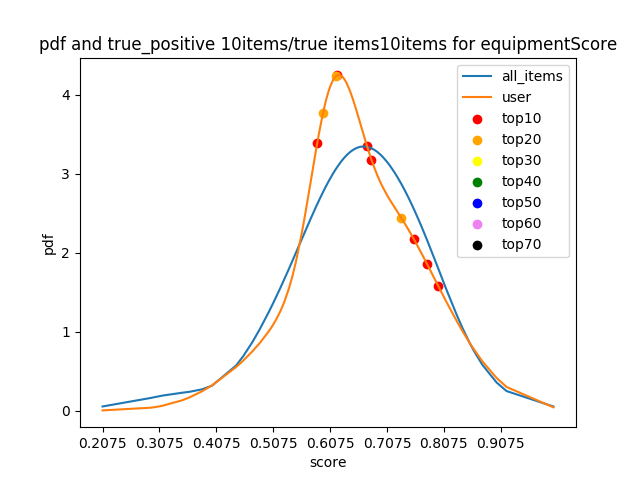 pdf and true_positive 10items/true items10items for equipmentScore
all_items
user
top10
top20
top30
top40
top50
top60
top70
pdf
4
3
2
1
0
0.2075 0.3075 0.4075 0.5075 0.6075 0.7075 0.8075 0.9075
score